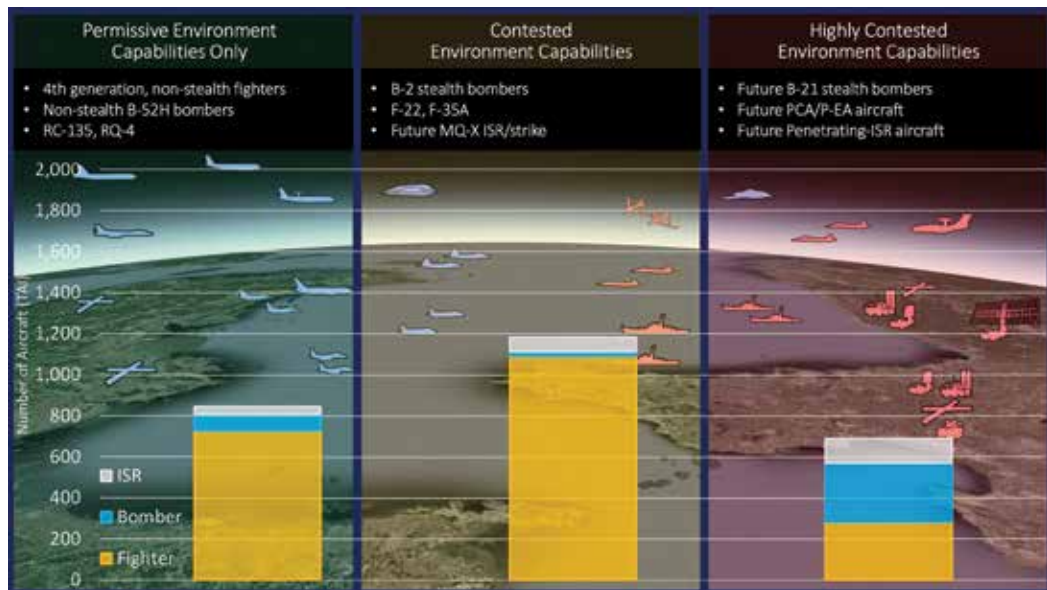 Permissive Environment
Capabilities Only
• 4th generation, non-stealth fighters
• Non-stealth B-52H bombers
• RC-135, RQ-4
Contested
Environment Capabilities
• B-2 stealth bombers
• F-22, F-35A
• Future MQ-X ISR/strike
Highly Contested
Environment Capabilities
• Future B-21 stealth bombers
• Future PCA/P-EA aircraft
• Future Penetrating-ISR aircraft
Number of Aircraft (TAI)
2,000
1,800
1,600
1,400
1,200
1,000
800
600
400
200
0
ISR
Bomber
Fighter